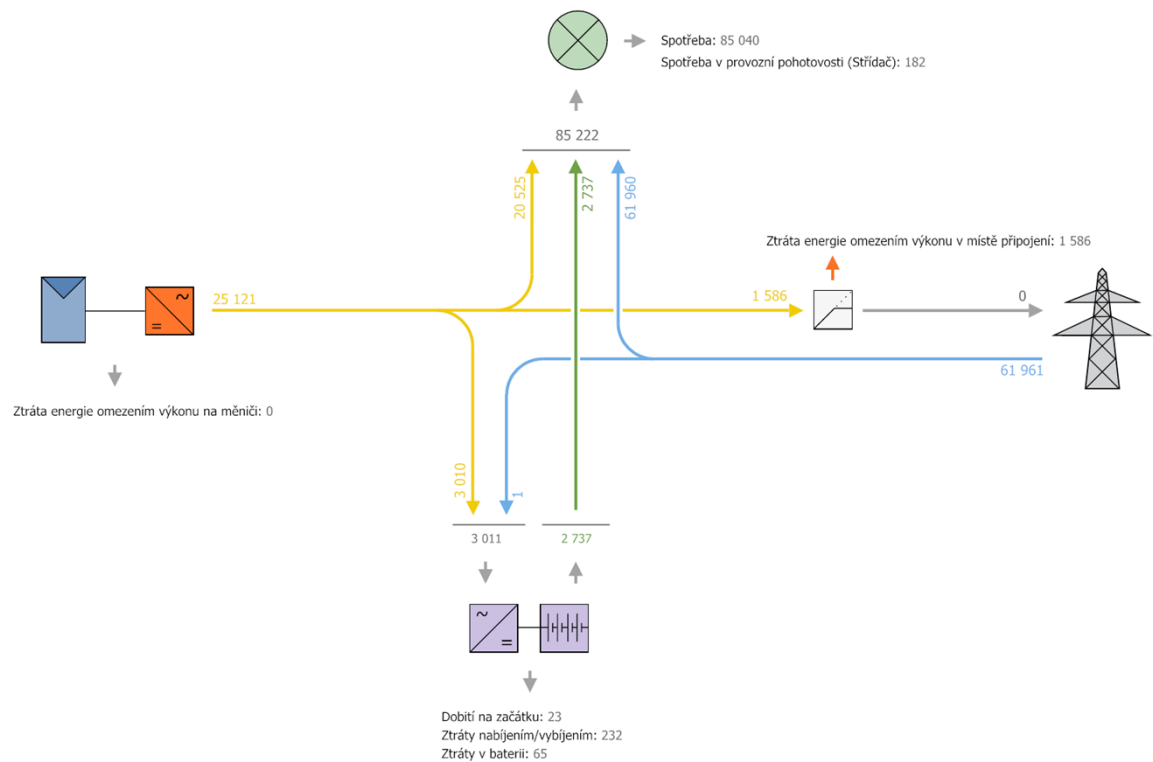 Spotřeba: 85 040
Spotřeba v provozní pohotovosti (Střídač): 182
85 222
20 525
2 737
61 960
Ztráta energie omezením výkonu v místě připojení: 1 586
25 121
1 586
0
61 961
Ztráta energie omezením výkonu na měniči: 0
3 010
1
3 011
2 737
Dobití na začátku: 23
Ztráty nabíjením/vybíjením: 232
Ztráty v baterii: 65